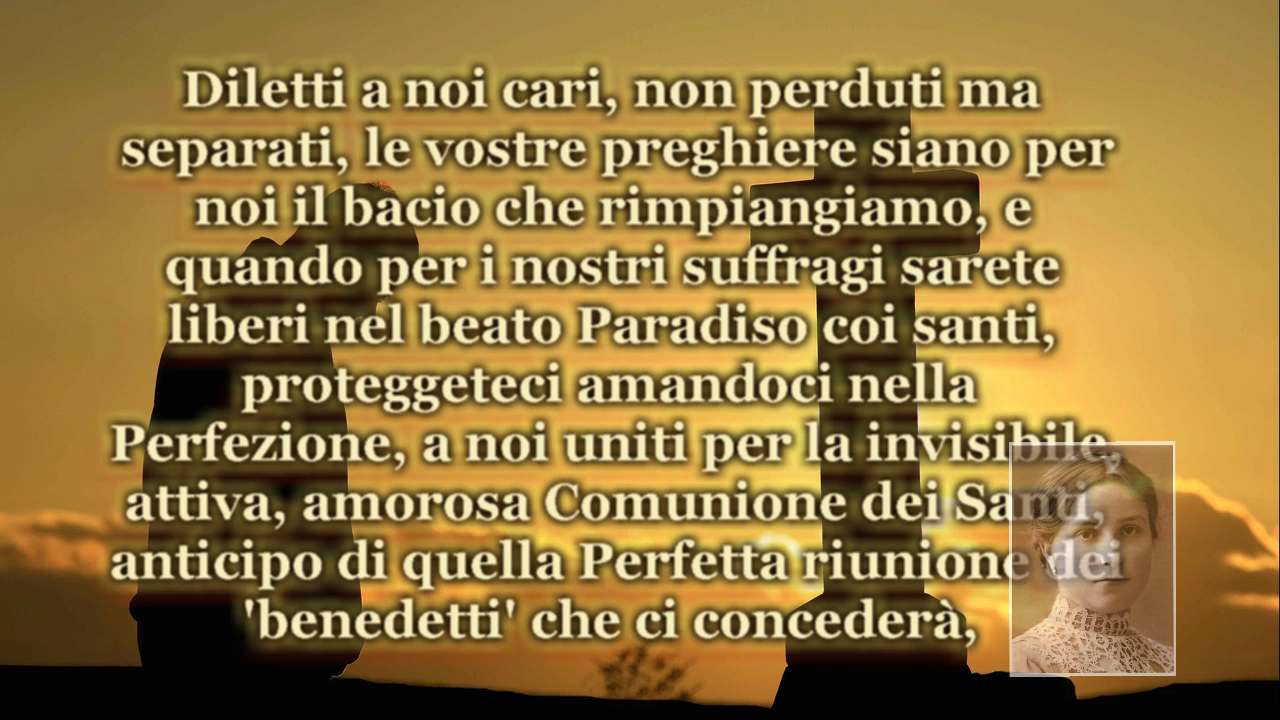 Diletti a noi cari, non perduti ma
separati, le vostre preghiere siano per
noi il bacio che rimpiangiamo, e
quando per i nostri suffragi sarete
liberi nel beato Paradiso coi santi,
proteggeteci amandoci nella
Perfezione, a noi uniti per la invisibile,
attiva, amorosa Comunione dei Santi,
anticipo di quella Perfetta riunione dei
'benedetti' che ci concederà,